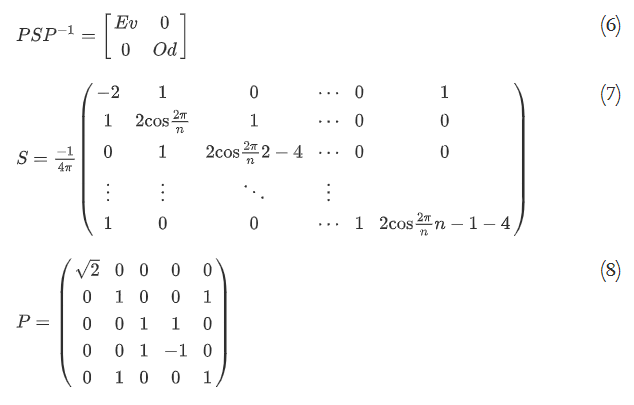 PSP⁻¹ = [ Ev 0 (6)
0 Od ]
−2 1 0 ⋯ 0 1 (7)
1 2cos 2π/n 1 ⋯ 0 0
S = −1/4π ( 0 1 2cos 2π/n 2 − 4 ⋯ 0 0 )
⋮ ⋮ ⋱ ⋮
1 0 0 ⋯ 1 2cos 2π/n n − 1 − 4
√2 0 0 0 0 (8)
0 1 0 0 1
P = ( 0 0 1 1 0 )
0 0 1 −1 0
0 1 0 0 1